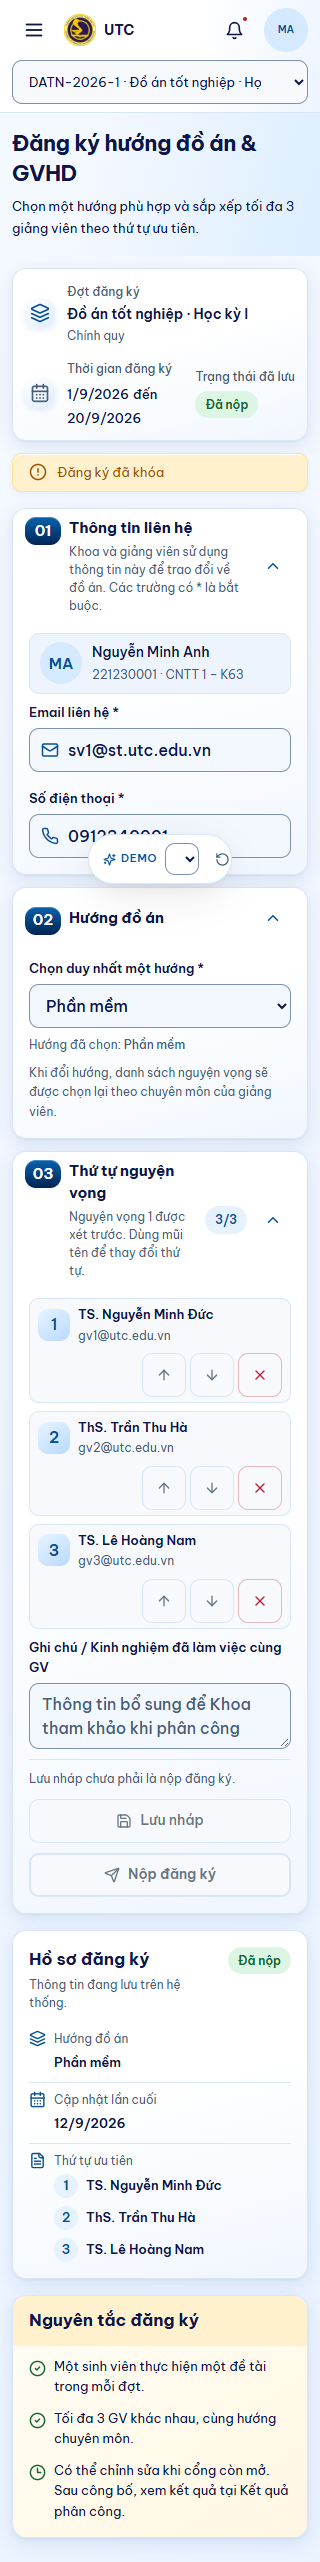 UTC
MA
DATN-2026-1 · Đồ án tốt nghiệp · Họ
Đăng ký hướng đồ án &
GVHD
Chọn một hướng phù hợp và sắp xếp tối đa 3
giảng viên theo thứ tự ưu tiên.
Đợt đăng ký
Đồ án tốt nghiệp · Học kỳ I
Chính quy
Thời gian đăng ký
1/9/2026 đến
20/9/2026
Trạng thái đã lưu
Đã nộp
Đăng ký đã khóa
01
Thông tin liên hệ
Khoa và giảng viên sử dụng
thông tin này để trao đổi về
đồ án. Các trường có * là bắt
buộc.
MA
Nguyễn Minh Anh
221230001 · CNTT 1 – K63
Email liên hệ *
sv1@st.utc.edu.vn
Số điện thoại *
DEMO
02
Hướng đồ án
Chọn duy nhất một hướng *
Phần mềm
Hướng đã chọn: Phần mềm
Khi đổi hướng, danh sách nguyện vọng sẽ
được chọn lại theo chuyên môn của giảng
viên.
03
Thứ tự nguyện
vọng
Nguyện vọng 1 được
xét trước. Dùng mũi
tên để thay đổi thứ
tự.
3/3
1
TS. Nguyễn Minh Đức
gv1@utc.edu.vn
2
ThS. Trần Thu Hà
gv2@utc.edu.vn
3
TS. Lê Hoàng Nam
gv3@utc.edu.vn
Ghi chú / Kinh nghiệm đã làm việc cùng
GV
Thông tin bổ sung để Khoa
tham khảo khi phân công
Lưu nháp chưa phải là nộp đăng ký.
Lưu nháp
Nộp đăng ký
Hồ sơ đăng ký
Đã nộp
Thông tin đang lưu trên hệ
thống.
Hướng đồ án
Phần mềm
Cập nhật lần cuối
12/9/2026
Thứ tự ưu tiên
1 TS. Nguyễn Minh Đức
2 ThS. Trần Thu Hà
3 TS. Lê Hoàng Nam
Nguyên tắc đăng ký
Một sinh viên thực hiện một đề tài
trong mỗi đợt.
Tối đa 3 GV khác nhau, cùng hướng
chuyên môn.
Có thể chỉnh sửa khi cổng còn mở.
Sau công bố, xem kết quả tại Kết quả
phân công.